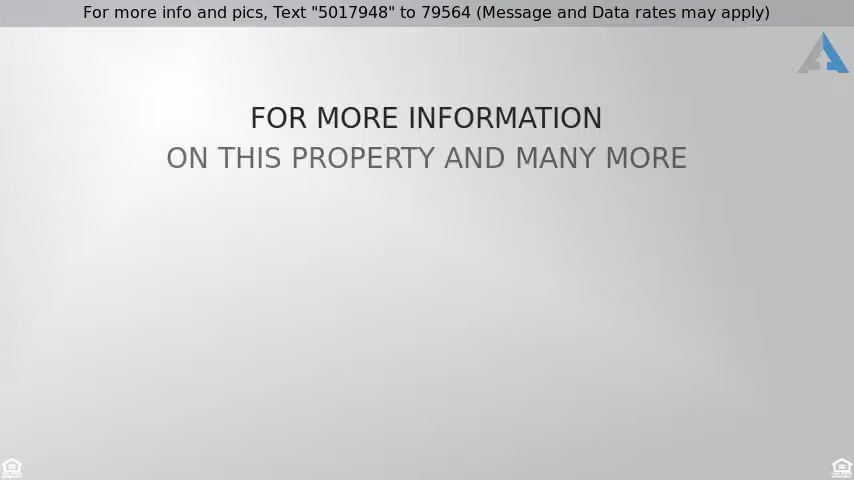 For more info and pics, Text "5017948" to 79564 (Message and Data rates may apply)
FOR MORE INFORMATION
ON THIS PROPERTY AND MANY MORE